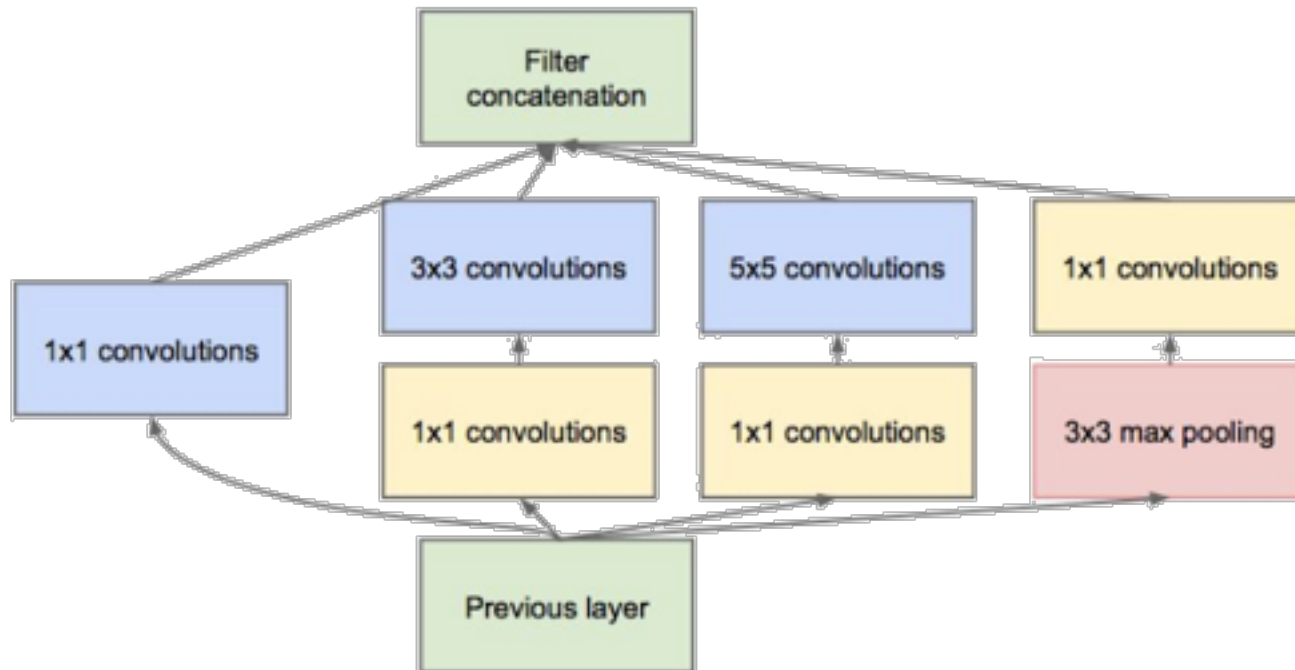 Filter
concatenation
3x3 convolutions
5x5 convolutions
1x1 convolutions
1x1 convolutions
1x1 convolutions
1x1 convolutions
3x3 max pooling
Previous layer